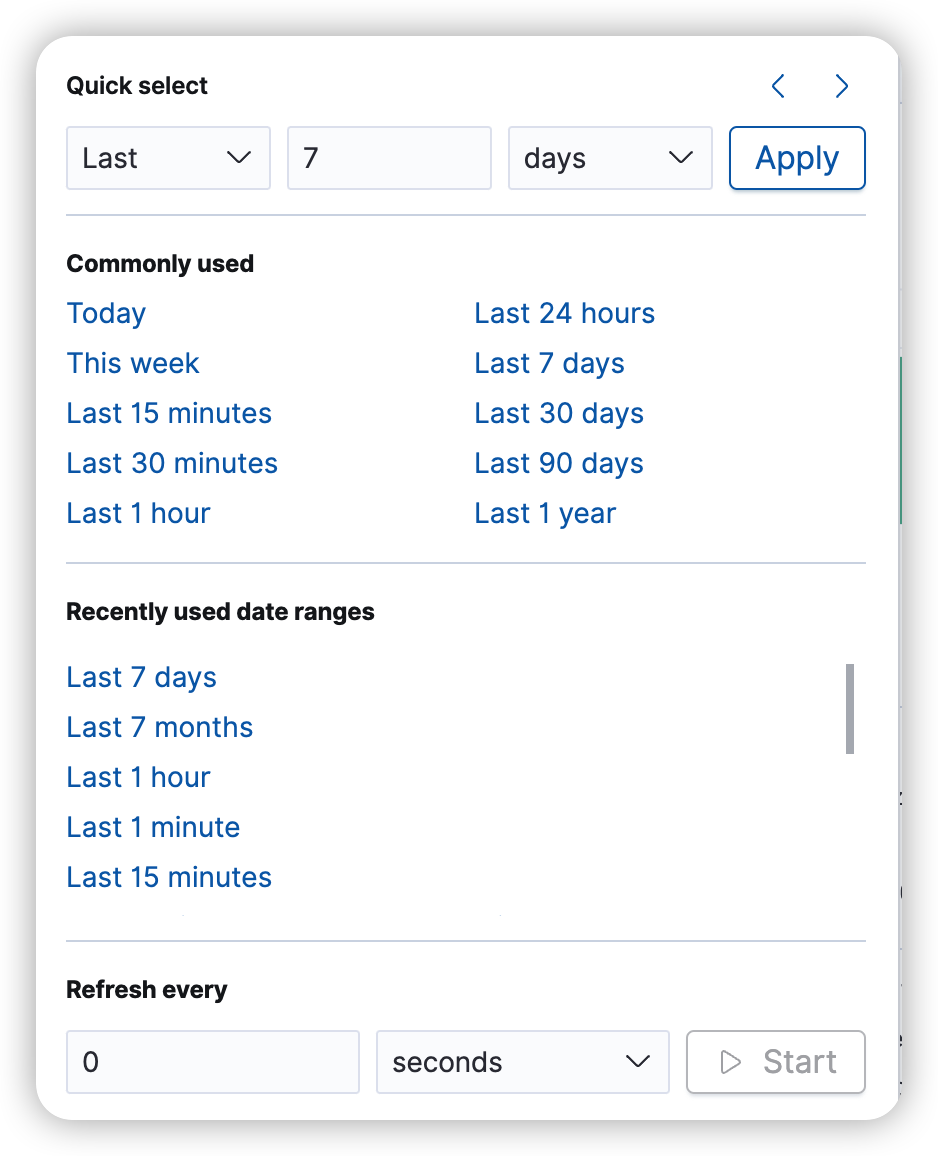 Quick select
Last 7 days Apply
Commonly used
Today Last 24 hours
This week Last 7 days
Last 15 minutes Last 30 days
Last 30 minutes Last 90 days
Last 1 hour Last 1 year
Recently used date ranges
Last 7 days
Last 7 months
Last 1 hour
Last 1 minute
Last 15 minutes
Refresh every
0 seconds Start